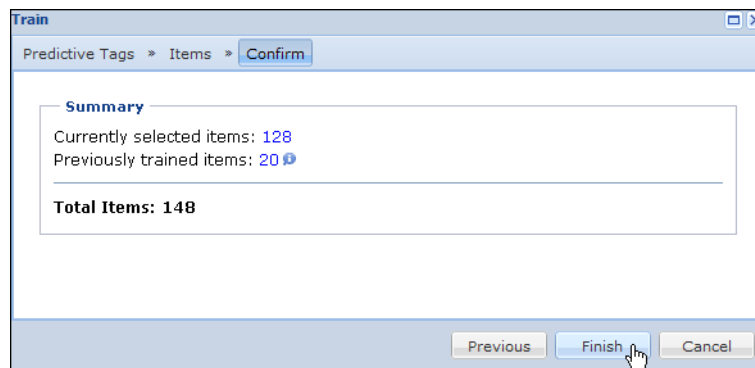 Train
Predictive Tags » Items » Confirm
Summary
Currently selected items: 128
Previously trained items: 20
Total Items: 148
Previous Finish Cancel